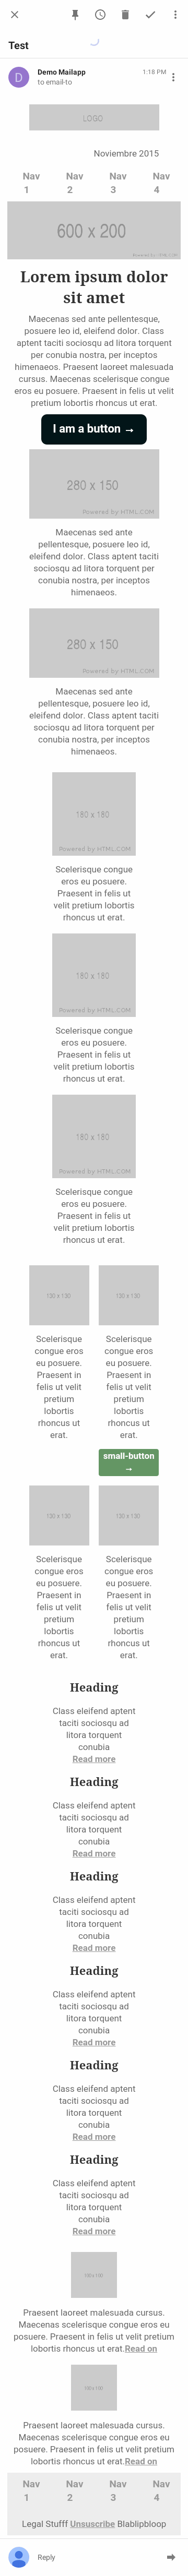 Test
D
Demo Mailapp
1:18 PM
to email-to
LOGO
Noviembre 2015
Nav Nav Nav Nav
1 2 3 4
600 x 200
Powered by HTML.COM
Lorem ipsum dolor
sit amet
Maecenas sed ante pellentesque,
posuere leo id, eleifend dolor. Class
aptent taciti sociosqu ad litora torquent
per conubia nostra, per inceptos
himenaeos. Praesent laoreet malesuada
cursus. Maecenas scelerisque congue
eros eu posuere. Praesent in felis ut velit
pretium lobortis rhoncus ut erat.
I am a button →
280 x 150
Powered by HTML.COM
Maecenas sed ante
pellentesque, posuere leo id,
eleifend dolor. Class aptent taciti
sociosqu ad litora torquent per
conubia nostra, per inceptos
himenaeos.
280 x 150
Powered by HTML.COM
Maecenas sed ante
pellentesque, posuere leo id,
eleifend dolor. Class aptent taciti
sociosqu ad litora torquent per
conubia nostra, per inceptos
himenaeos.
180 x 180
Powered by HTML.COM
Scelerisque congue
eros eu posuere.
Praesent in felis ut
velit pretium lobortis
rhoncus ut erat.
180 x 180
Powered by HTML.COM
Scelerisque congue
eros eu posuere.
Praesent in felis ut
velit pretium lobortis
rhoncus ut erat.
180 x 180
Powered by HTML.COM
Scelerisque congue
eros eu posuere.
Praesent in felis ut
velit pretium lobortis
rhoncus ut erat.
130 x 130
Scelerisque
congue eros
eu posuere.
Praesent in
felis ut velit
pretium
lobortis
rhoncus ut
erat.
130 x 130
Scelerisque
congue eros
eu posuere.
Praesent in
felis ut velit
pretium
lobortis
rhoncus ut
erat.
small-button
→
130 x 130
Scelerisque
congue eros
eu posuere.
Praesent in
felis ut velit
pretium
lobortis
rhoncus ut
erat.
130 x 130
Scelerisque
congue eros
eu posuere.
Praesent in
felis ut velit
pretium
lobortis
rhoncus ut
erat.
Heading
Class eleifend aptent
taciti sociosqu ad
litora torquent
conubia
Read more
Heading
Class eleifend aptent
taciti sociosqu ad
litora torquent
conubia
Read more
Heading
Class eleifend aptent
taciti sociosqu ad
litora torquent
conubia
Read more
Heading
Class eleifend aptent
taciti sociosqu ad
litora torquent
conubia
Read more
Heading
Class eleifend aptent
taciti sociosqu ad
litora torquent
conubia
Read more
Heading
Class eleifend aptent
taciti sociosqu ad
litora torquent
conubia
Read more
100 x 100
Praesent laoreet malesuada cursus.
Maecenas scelerisque congue eros eu
posuere. Praesent in felis ut velit pretium
lobortis rhoncus ut erat.Read on
100 x 100
Praesent laoreet malesuada cursus.
Maecenas scelerisque congue eros eu
posuere. Praesent in felis ut velit pretium
lobortis rhoncus ut erat.Read on
Nav Nav Nav Nav
1 2 3 4
Legal Stufff Unsuscribe Blablipbloop
Reply